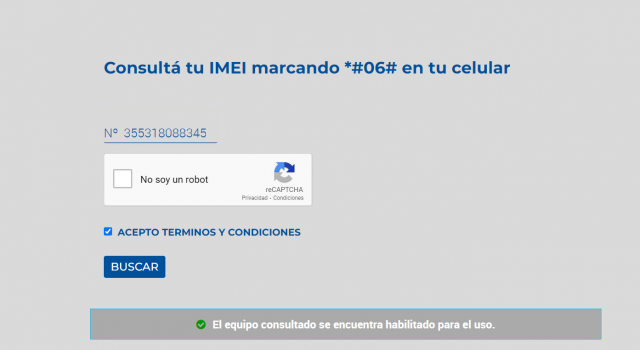 Consultá tu IMEI marcando *#06# en tu celular
Nº 355318088345
No soy un robot
reCAPTCHA
Privacidad - Condiciones
ACEPTO TERMINOS Y CONDICIONES
BUSCAR
El equipo consultado se encuentra habilitado para el uso.